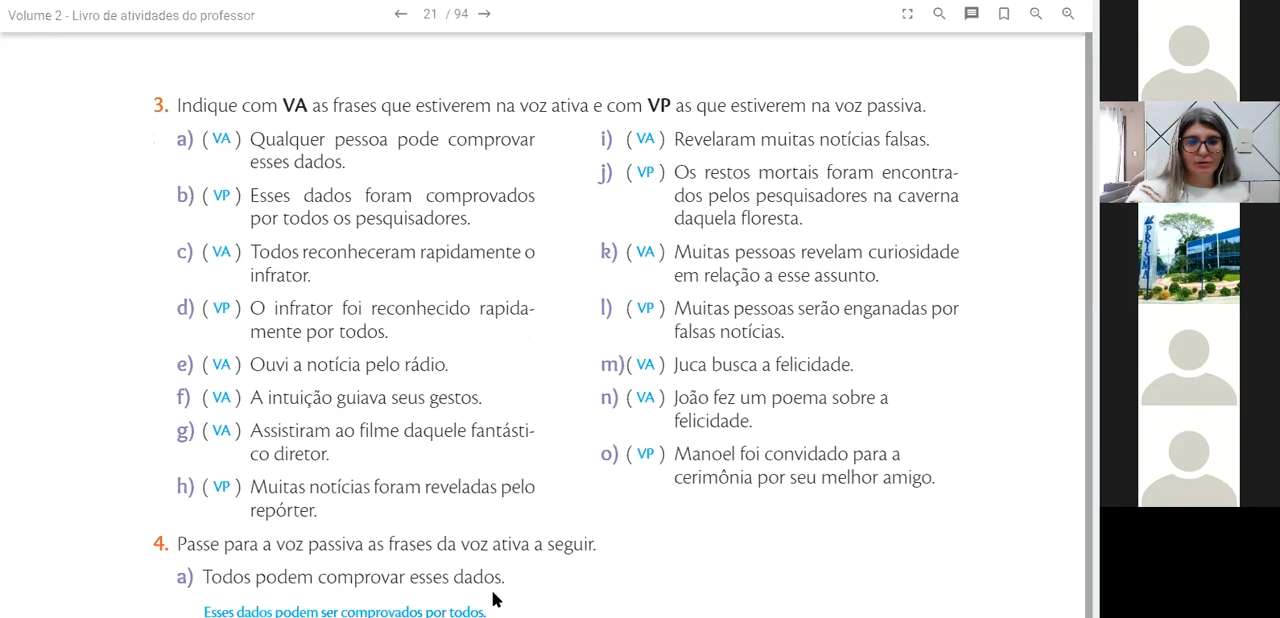 Volume 2 - Livro de atividades do professor
← 21 / 94 →
3. Indique com VA as frases que estiverem na voz ativa e com VP as que estiverem na voz passiva.
a) ( VA ) Qualquer pessoa pode comprovar
esses dados.
b) ( VP ) Esses dados foram comprovados
por todos os pesquisadores.
c) ( VA ) Todos reconheceram rapidamente o
infrator.
d) ( VP ) O infrator foi reconhecido rapida-
mente por todos.
e) ( VA ) Ouvi a notícia pelo rádio.
f) ( VA ) A intuição guiava seus gestos.
g) ( VA ) Assistiram ao filme daquele fantásti-
co diretor.
h) ( VP ) Muitas notícias foram reveladas pelo
repórter.
i) ( VA ) Revelaram muitas notícias falsas.
j) ( VP ) Os restos mortais foram encontra-
dos pelos pesquisadores na caverna
daquela floresta.
k) ( VA ) Muitas pessoas revelam curiosidade
em relação a esse assunto.
l) ( VP ) Muitas pessoas serão enganadas por
falsas notícias.
m) ( VA ) Juca busca a felicidade.
n) ( VA ) João fez um poema sobre a
felicidade.
o) ( VP ) Manoel foi convidado para a
cerimônia por seu melhor amigo.
4. Passe para a voz passiva as frases da voz ativa a seguir.
a) Todos podem comprovar esses dados.
Esses dados podem ser comprovados por todos.
PRISMA